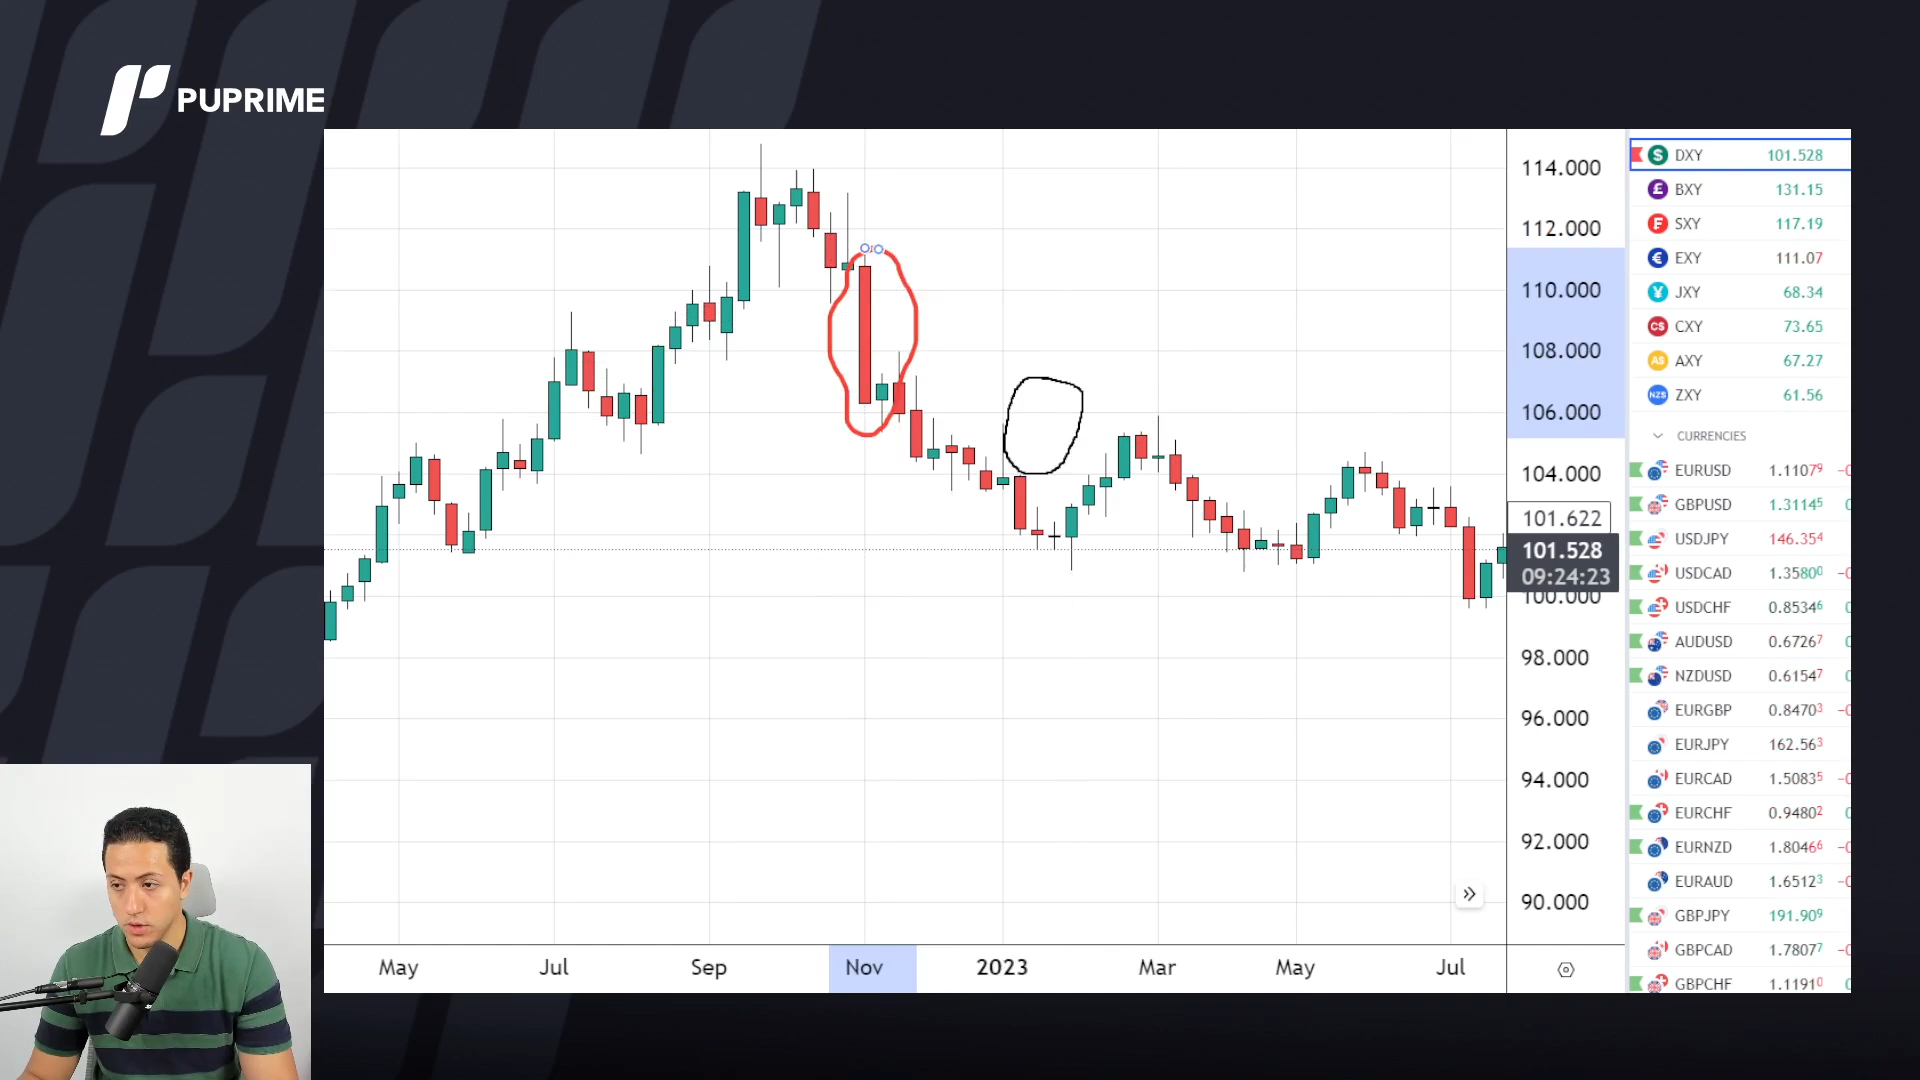 PUPRIME
114.000
112.000
110.000
108.000
106.000
104.000
101.622
101.528
09:24:23
100.000
98.000
96.000
94.000
92.000
90.000
May Jul Sep Nov 2023 Mar May Jul
$ DXY 101.528
£ BXY 131.15
F SXY 117.19
€ EXY 111.07
¥ JXY 68.34
C$ CXY 73.65
A$ AXY 67.27
NZ$ ZXY 61.56
CURRENCIES
EURUSD 1.11079
GBPUSD 1.31145
USDJPY 146.354
USDCAD 1.35800
USDCHF 0.85346
AUDUSD 0.67267
NZDUSD 0.61547
EURGBP 0.84703
EURJPY 162.563
EURCAD 1.50835
EURCHF 0.94802
EURNZD 1.80466
EURAUD 1.65123
GBPJPY 191.909
GBPCAD 1.78077
GBPCHF 1.11910